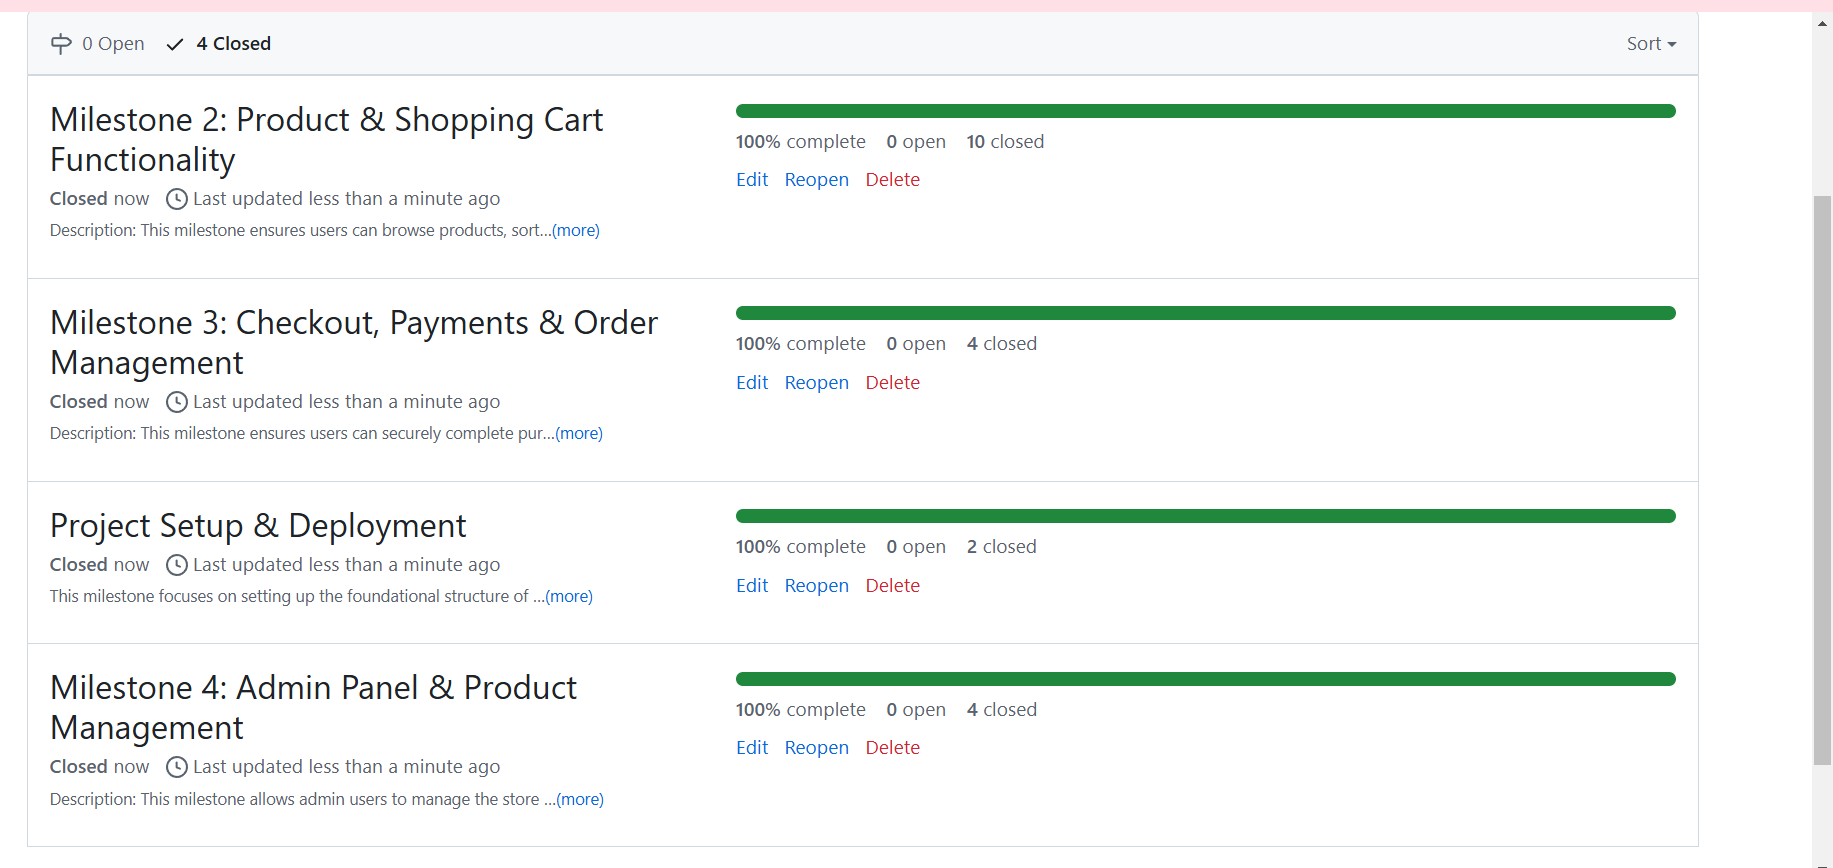 0 Open 4 Closed Sort
Milestone 2: Product & Shopping Cart
Functionality
Closed now Last updated less than a minute ago
Description: This milestone ensures users can browse products, sort...(more)
100% complete 0 open 10 closed
Edit Reopen Delete
Milestone 3: Checkout, Payments & Order
Management
Closed now Last updated less than a minute ago
Description: This milestone ensures users can securely complete pur...(more)
100% complete 0 open 4 closed
Edit Reopen Delete
Project Setup & Deployment
Closed now Last updated less than a minute ago
This milestone focuses on setting up the foundational structure of ...(more)
100% complete 0 open 2 closed
Edit Reopen Delete
Milestone 4: Admin Panel & Product
Management
Closed now Last updated less than a minute ago
Description: This milestone allows admin users to manage the store ...(more)
100% complete 0 open 4 closed
Edit Reopen Delete